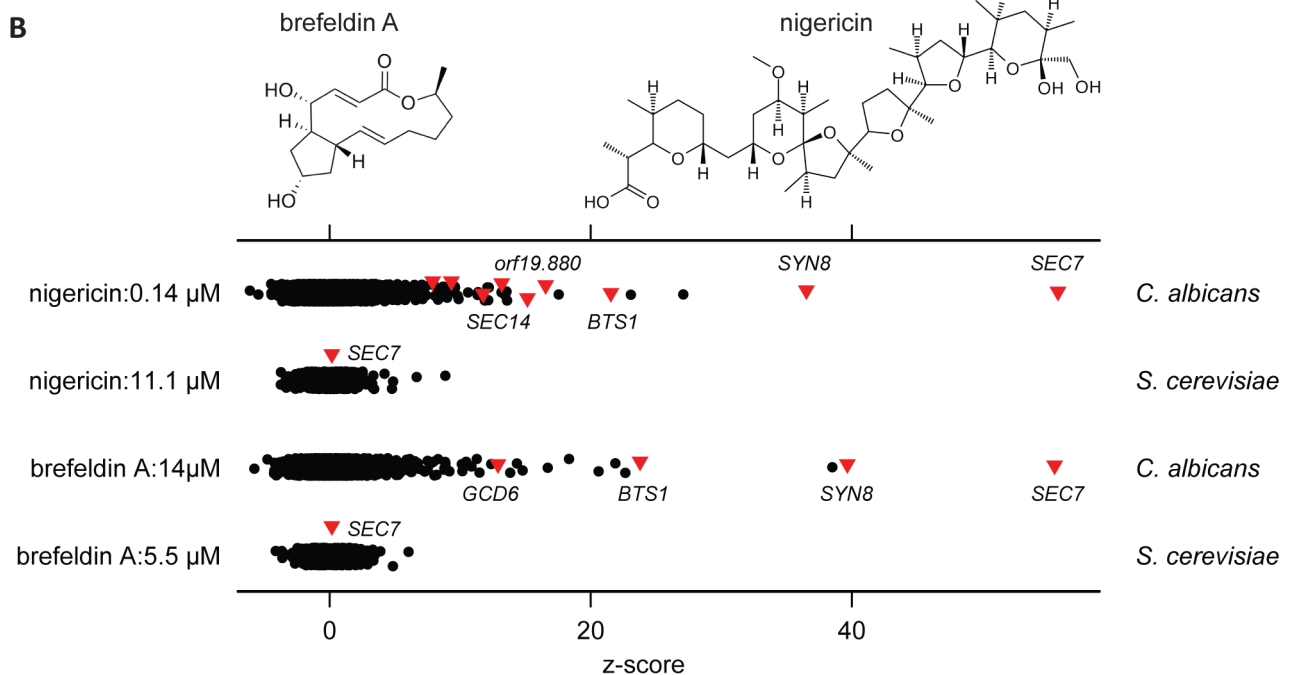 B
brefeldin A
nigericin
O
HO
O
H
H
HO
H
O
H
O
H
O
H
H
O
H
O
H
HO
O
H
O
H
H
O
H
H
O
H
OH
OH
orf19.880
SYN8
SEC7
nigericin:0.14 µM
C. albicans
SEC14
BTS1
SEC7
nigericin:11.1 µM
S. cerevisiae
brefeldin A:14µM
C. albicans
GCD6
BTS1
SYN8
SEC7
SEC7
brefeldin A:5.5 µM
S. cerevisiae
0
20
40
z-score